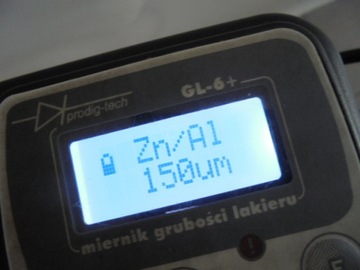 prodig-tech
GL-6+
Zn/Al
150um
miernik grubości lakieru
E